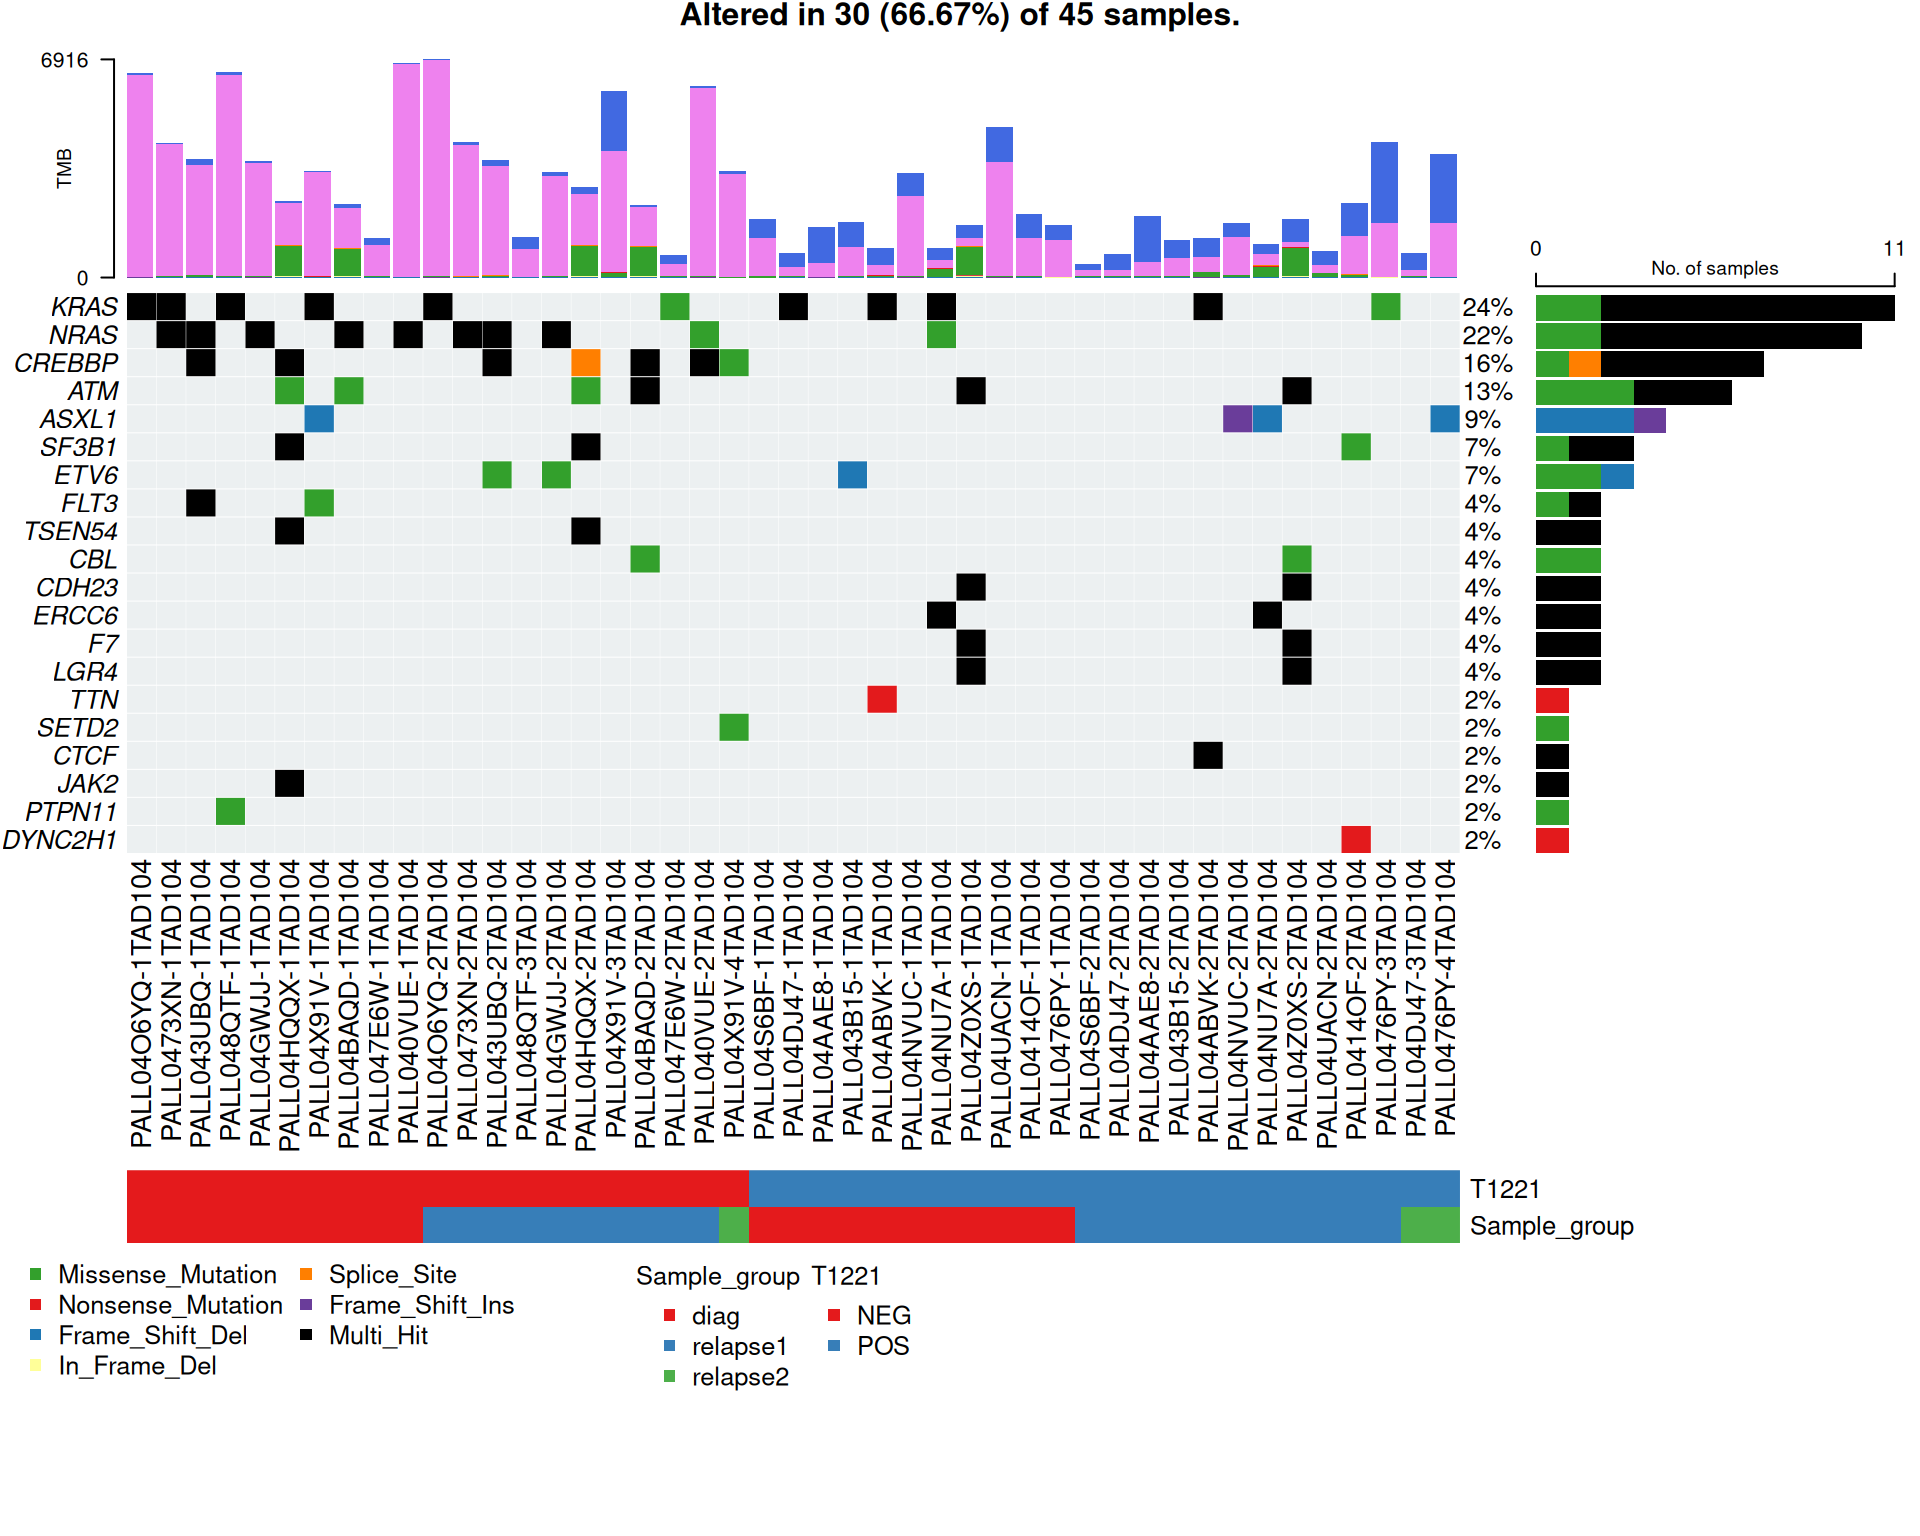 Altered in 30 (66.67%) of 45 samples.
6916
TMB
0
0 11
No. of samples
KRAS 24%
NRAS 22%
CREBBP 16%
ATM 13%
ASXL1 9%
SF3B1 7%
ETV6 7%
FLT3 4%
TSEN54 4%
CBL 4%
CDH23 4%
ERCC6 4%
F7 4%
LGR4 4%
TTN 2%
SETD2 2%
CTCF 2%
JAK2 2%
PTPN11 2%
DYNC2H1 2%
PALL04O6YQ-1TAD104
PALL0473XN-1TAD104
PALL043UBQ-1TAD104
PALL048QTF-1TAD104
PALL04GWJJ-1TAD104
PALL04HQQX-1TAD104
PALL04X91V-1TAD104
PALL04BAQD-1TAD104
PALL047E6W-1TAD104
PALL040VUE-1TAD104
PALL04O6YQ-2TAD104
PALL0473XN-2TAD104
PALL043UBQ-2TAD104
PALL048QTF-3TAD104
PALL04GWJJ-2TAD104
PALL04HQQX-2TAD104
PALL04X91V-3TAD104
PALL04BAQD-2TAD104
PALL047E6W-2TAD104
PALL040VUE-2TAD104
PALL04X91V-4TAD104
PALL04S6BF-1TAD104
PALL04DJ47-1TAD104
PALL04AAE8-1TAD104
PALL043B15-1TAD104
PALL04ABVK-1TAD104
PALL04NVUC-1TAD104
PALL04NU7A-1TAD104
PALL04Z0XS-1TAD104
PALL04UACN-1TAD104
PALL0414OF-1TAD104
PALL0476PY-1TAD104
PALL04S6BF-2TAD104
PALL04DJ47-2TAD104
PALL04AAE8-2TAD104
PALL043B15-2TAD104
PALL04ABVK-2TAD104
PALL04NVUC-2TAD104
PALL04NU7A-2TAD104
PALL04Z0XS-2TAD104
PALL04UACN-2TAD104
PALL0414OF-2TAD104
PALL0476PY-3TAD104
PALL04DJ47-3TAD104
PALL0476PY-4TAD104
T1221
Sample_group
Missense_Mutation
Nonsense_Mutation
Frame_Shift_Del
In_Frame_Del
Splice_Site
Frame_Shift_Ins
Multi_Hit
Sample_group
diag
relapse1
relapse2
T1221
NEG
POS